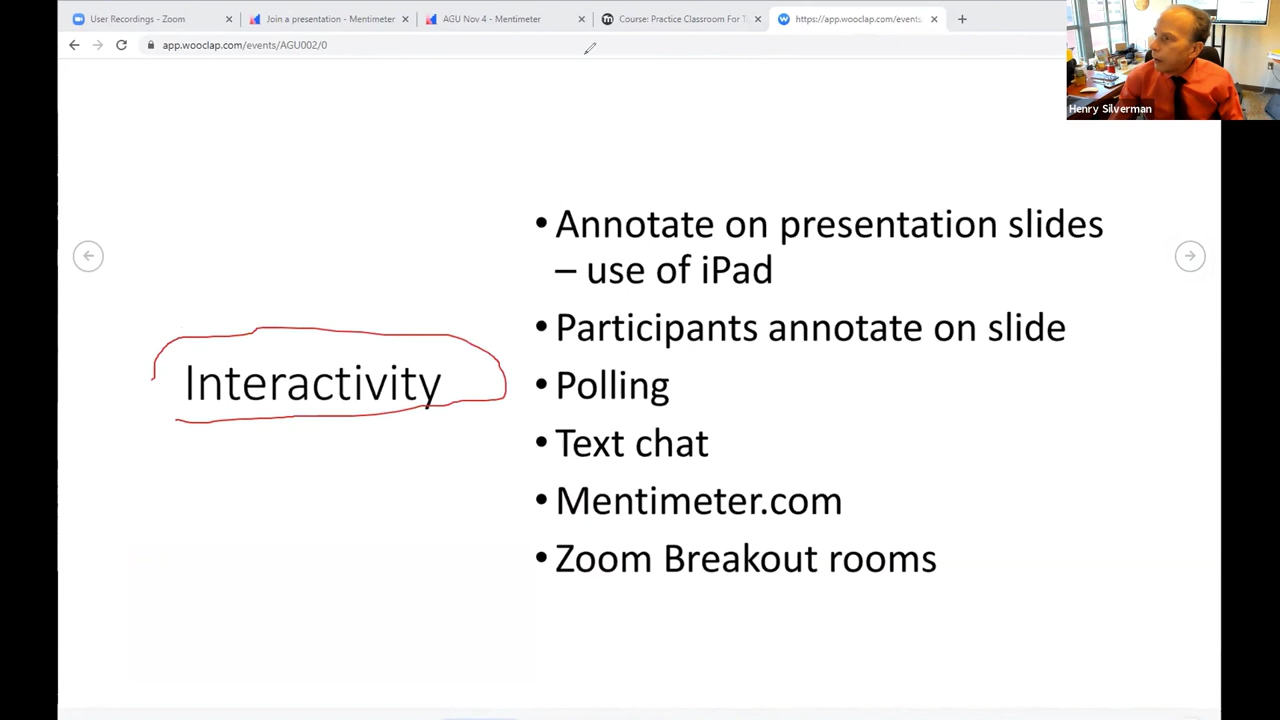 User Recordings - Zoom
Join a presentation - Mentimeter
AGU Nov 4 - Mentimeter
Course: Practice Classroom For T
https://app.wooclap.com/events
app.wooclap.com/events/AGU002/0
Henry Silverman
Interactivity
• Annotate on presentation slides
– use of iPad
• Participants annotate on slide
• Polling
• Text chat
• Mentimeter.com
• Zoom Breakout rooms